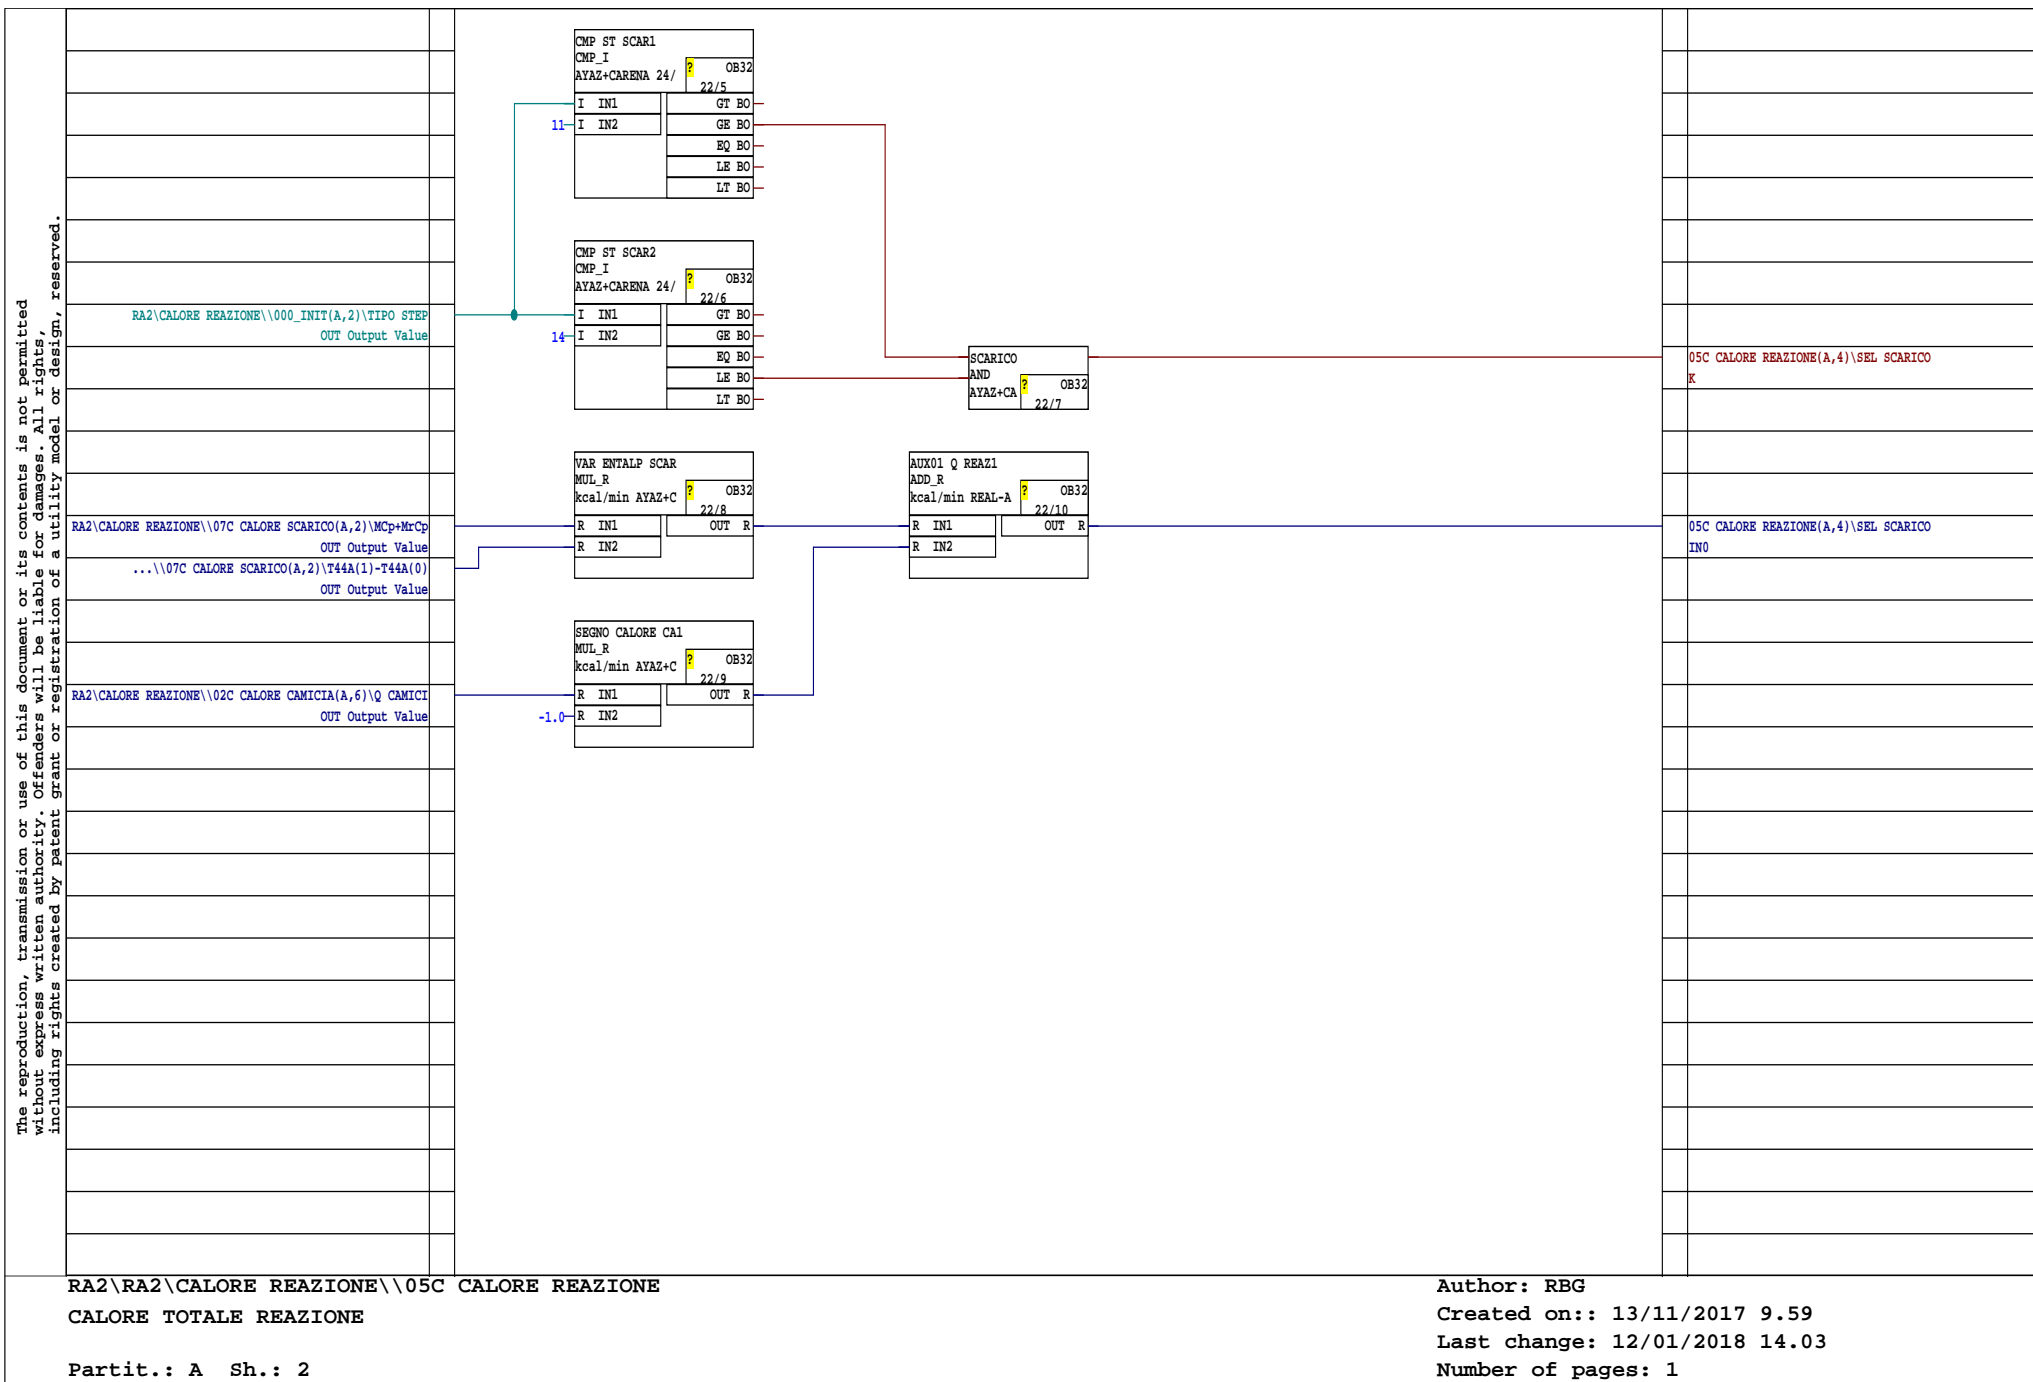 The reproduction, transmission or use of this document or its contents is not permitted
without express written authority. Offenders will be liable for damages. All rights,
including rights created by patent grant or registration of a utility model or design, reserved.
CMP ST SCAR1
CMP_I
AYAZ+CARENA 24/
? OB32
22/5
I IN1 GT BO
11 I IN2 GE BO
EQ BO
LE BO
LT BO
CMP ST SCAR2
CMP_I
AYAZ+CARENA 24/
? OB32
22/6
RA2\CALORE REAZIONE\\000_INIT(A,2)\TIPO STEP
OUT Output Value
I IN1 GT BO
14 I IN2 GE BO
EQ BO
LE BO
LT BO
SCARICO
AND
AYAZ+CA
? OB32
22/7
05C CALORE REAZIONE(A,4)\SEL SCARICO
K
VAR ENTALP SCAR
MUL_R
kcal/min AYAZ+C
? OB32
22/8
R IN1 OUT R
R IN2
AUX01 Q REAZ1
ADD_R
kcal/min REAL-A
? OB32
22/10
R IN1 OUT R
R IN2
RA2\CALORE REAZIONE\\07C CALORE SCARICO(A,2)\MCp+MrCp
OUT Output Value
...\\07C CALORE SCARICO(A,2)\T44A(1)-T44A(0)
OUT Output Value
05C CALORE REAZIONE(A,4)\SEL SCARICO
IN0
SEGNO CALORE CA1
MUL_R
kcal/min AYAZ+C
? OB32
22/9
RA2\CALORE REAZIONE\\02C CALORE CAMICIA(A,6)\Q CAMICI
OUT Output Value
R IN1 OUT R
-1.0 R IN2
RA2\RA2\CALORE REAZIONE\\05C CALORE REAZIONE
CALORE TOTALE REAZIONE
Partit.: A Sh.: 2
Author: RBG
Created on:: 13/11/2017 9.59
Last change: 12/01/2018 14.03
Number of pages: 1